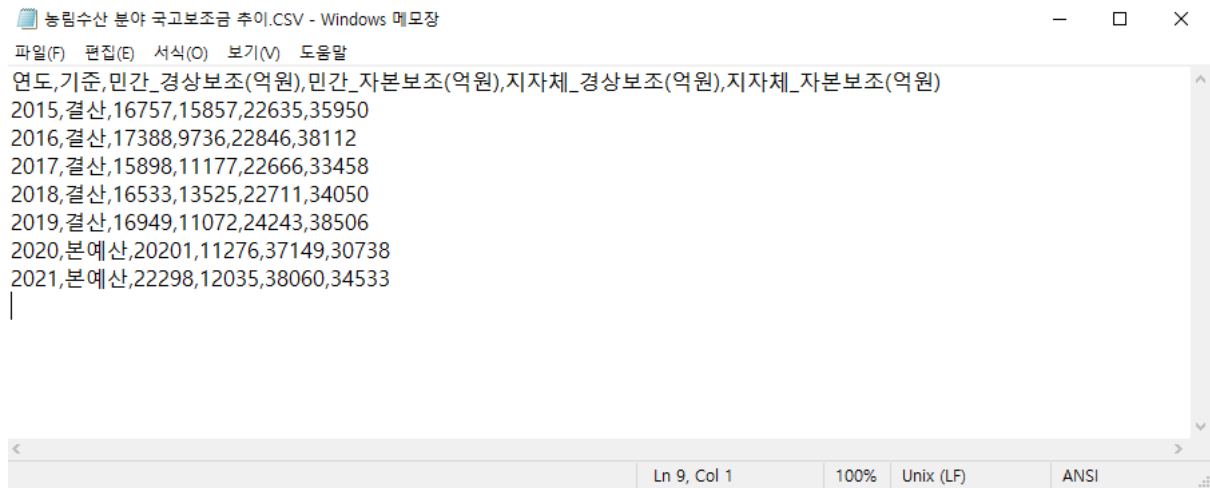 농림수산 분야 국고보조금 추이.CSV - Windows 메모장
파일(F) 편집(E) 서식(O) 보기(V) 도움말
연도,기준,민간_경상보조(억원),민간_자본보조(억원),지자체_경상보조(억원),지자체_자본보조(억원)
2015,결산,16757,15857,22635,35950
2016,결산,17388,9736,22846,38112
2017,결산,15898,11177,22666,33458
2018,결산,16533,13525,22711,34050
2019,결산,16949,11072,24243,38506
2020,본예산,20201,11276,37149,30738
2021,본예산,22298,12035,38060,34533
Ln 9, Col 1 100% Unix (LF) ANSI